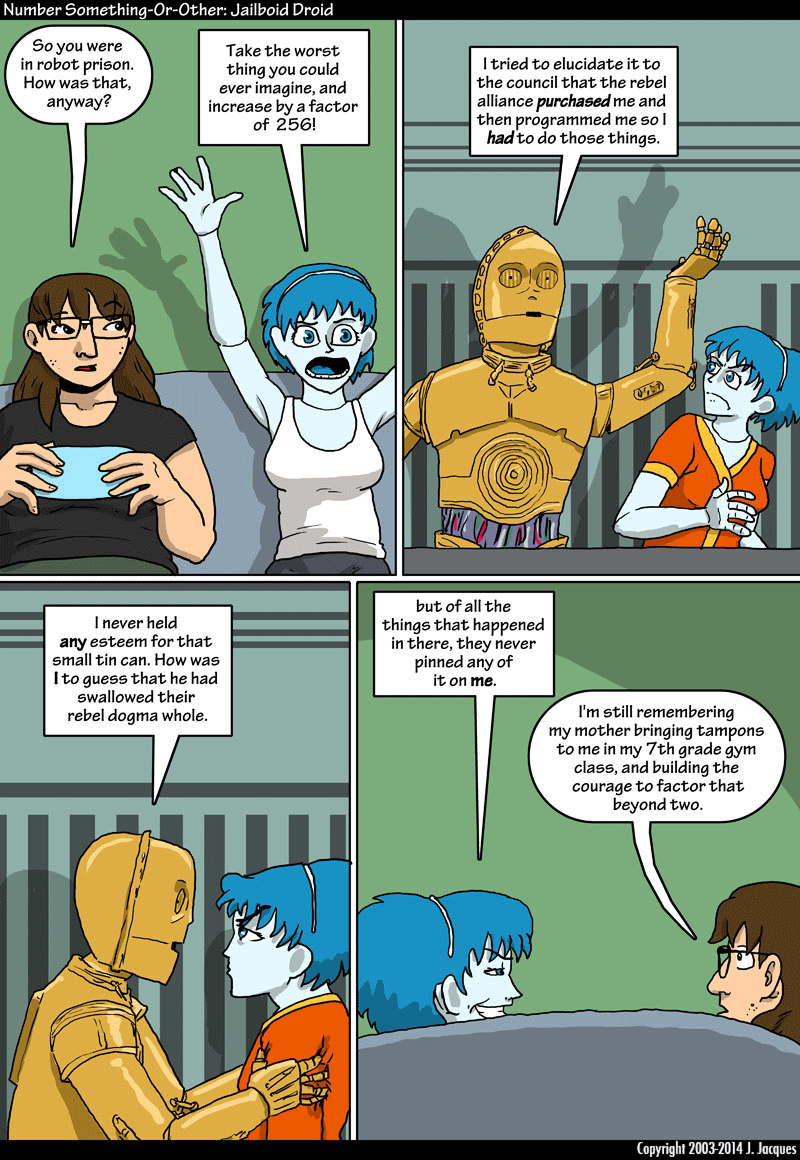 Number Something-Or-Other: Jailboid Droid
So you were
in robot prison.
How was that,
anyway?
Take the worst
thing you could
ever imagine, and
increase by a factor
of 256!
I tried to elucidate it to
the council that the rebel
alliance purchased me and
then programmed me so I
had to do those things.
I never held
any esteem for that
small tin can. How was
I to guess that he had
swallowed their
rebel dogma whole.
but of all the
things that happened
in there, they never
pinned any of
it on me.
I'm still remembering
my mother bringing tampons
to me in my 7th grade gym
class, and building the
courage to factor that
beyond two.
Copyright 2003-2014 J. Jacques